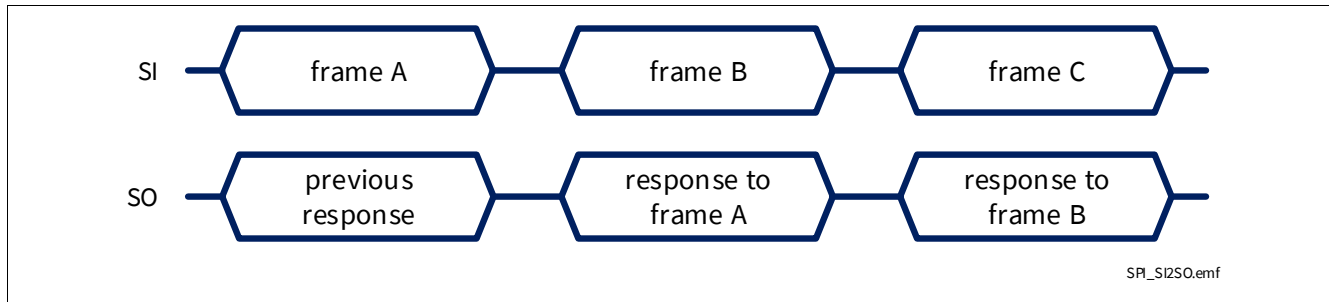 SI
frame A
frame B
frame C
SO
previous
response
response to
frame A
response to
frame B
SPI_SI2SO.emf